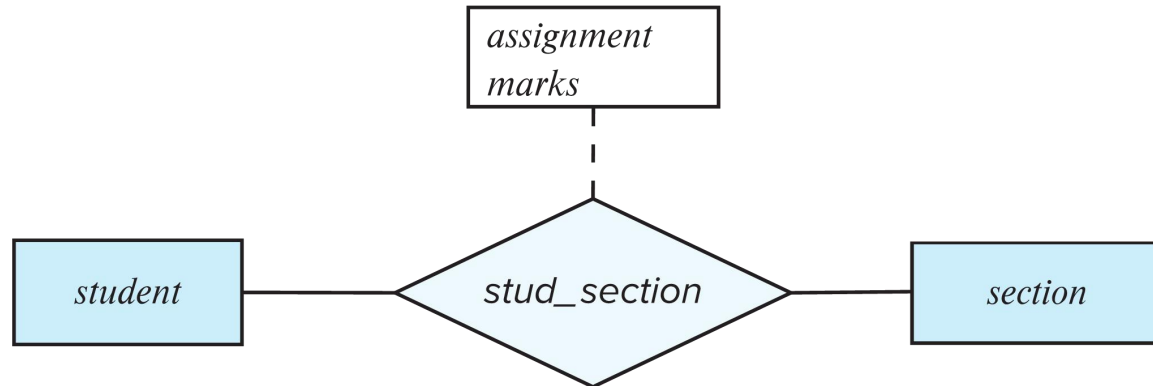 assignment
marks
student
stud_section
section